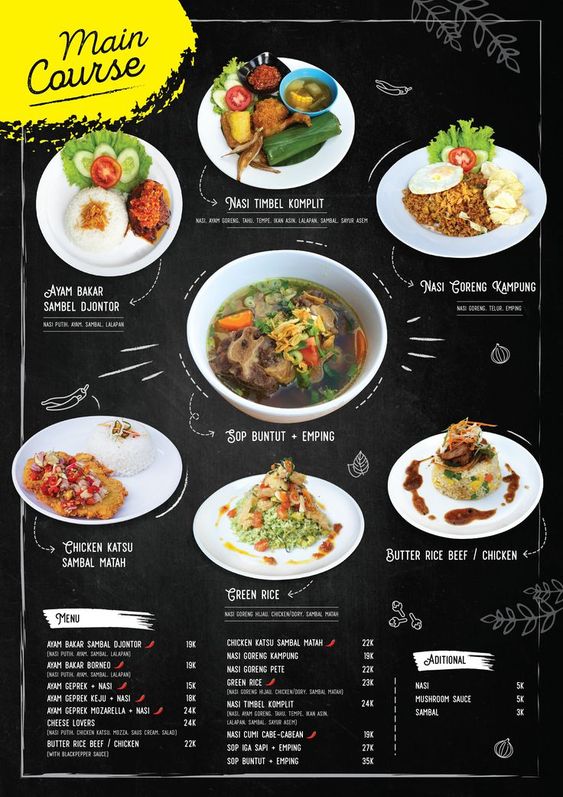 Main
Course
NASI TIMBEL KOMPLIT
NASI, AYAM GORENG, TAHU, TEMPE, IKAN ASIN, LALAPAN, SAMBAL, SAYUR ASEM
AYAM BAKAR
SAMBEL DJONTOR
NASI PUTIH, AYAM, SAMBAL, LALAPAN
NASI GORENG KAMPUNG
NASI GORENG, TELUR, EMPING
SOP BUNTUT + EMPING
CHICKEN KATSU
SAMBAL MATAH
GREEN RICE
NASI GORENG HIJAU, CHICKEN/DORY, SAMBAL MATAH
BUTTER RICE BEEF / CHICKEN
MENU
AYAM BAKAR SAMBAL DJONTOR 19K
(NASI PUTIH, AYAM, SAMBAL, LALAPAN)
AYAM BAKAR BORNEO 19K
(NASI PUTIH, AYAM, SAMBAL, LALAPAN)
AYAM GEPREK + NASI 15K
AYAM GEPREK KEJU + NASI 18K
AYAM GEPREK MOZARELLA + NASI 24K
CHEESE LOVERS 24K
(NASI PUTIH, CHICKEN KATSU, MOZZA, SAUS CREAM, SALAD)
BUTTER RICE BEEF / CHICKEN 22K
(WITH BLACKPEPPER SAUCE)
CHICKEN KATSU SAMBAL MATAH 22K
NASI GORENG KAMPUNG 19K
NASI GORENG PETE 22K
GREEN RICE 23K
(NASI GORENG HIJAU, CHICKEN/DORY, SAMBAL MATAH)
NASI TIMBEL KOMPLIT 24K
(NASI, AYAM GORENG, TAHU, TEMPE, IKAN ASIN,
LALAPAN, SAMBAL, SAYUR ASEM)
NASI CUMI CABE-CABEAN 19K
SOP IGA SAPI + EMPING 27K
SOP BUNTUT + EMPING 35K
ADITIONAL
NASI 5K
MUSHROOM SAUCE 5K
SAMBAL 3K